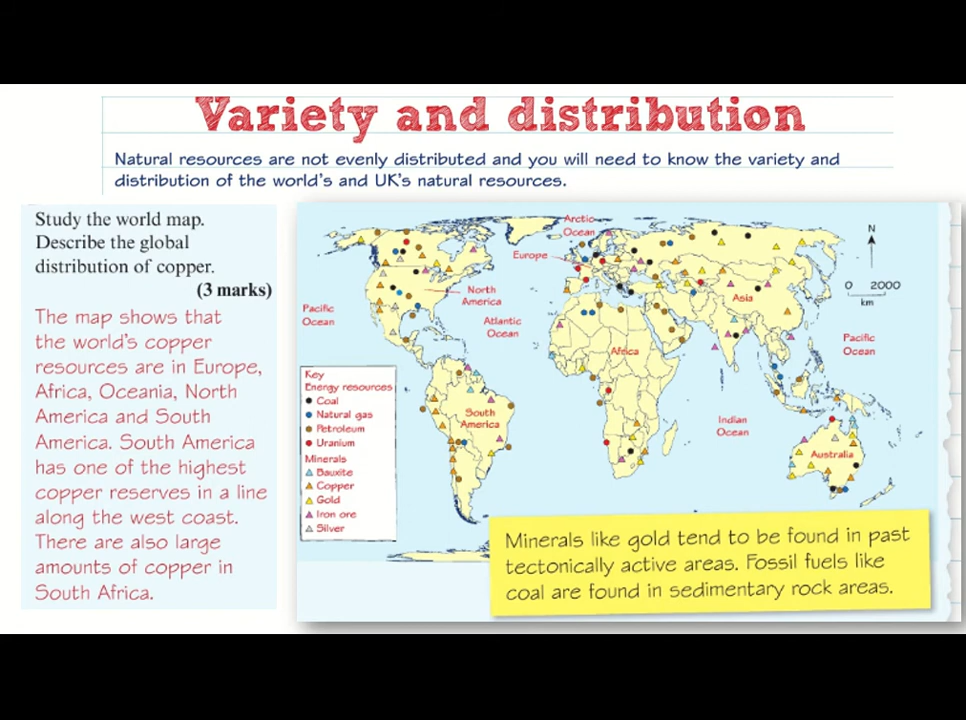 Variety and distribution
Natural resources are not evenly distributed and you will need to know the variety and
distribution of the world's and UK's natural resources.
Study the world map.
Describe the global
distribution of copper.
(3 marks)
The map shows that
the world's copper
resources are in Europe,
Africa, Oceania, North
America and South
America. South America
has one of the highest
copper reserves in a line
along the west coast.
There are also large
amounts of copper in
South Africa.
Arctic
Ocean
Europe
North
America
Pacific
Ocean
Atlantic
Ocean
Africa
Asia
N
0 2000
km
Pacific
Ocean
South
America
Indian
Ocean
Australia
Key
Energy resources
Coal
Natural gas
Petroleum
Uranium
Minerals
Bauxite
Copper
Gold
Iron ore
Silver
Minerals like gold tend to be found in past
tectonically active areas. Fossil fuels like
coal are found in sedimentary rock areas.